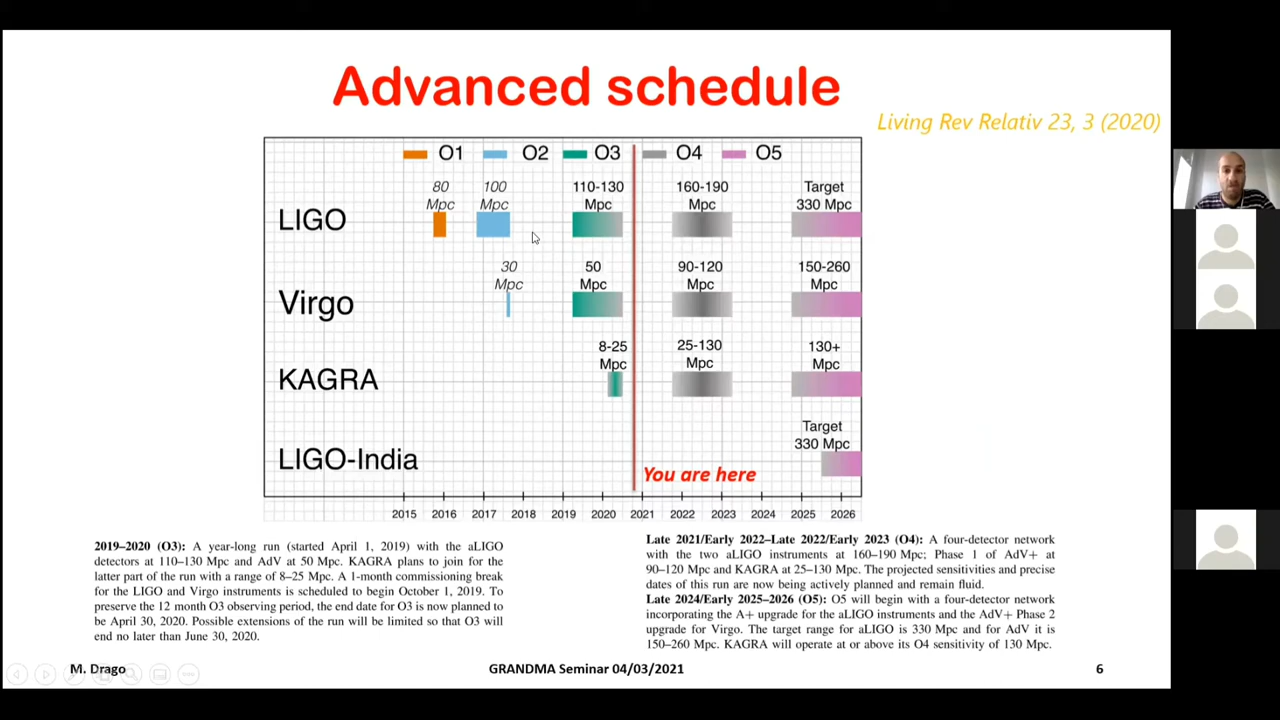 Advanced schedule
Living Rev Relativ 23, 3 (2020)
O1 O2 O3 O4 O5
80 Mpc
100 Mpc
110-130 Mpc
160-190 Mpc
Target 330 Mpc
LIGO
30 Mpc
50 Mpc
90-120 Mpc
150-260 Mpc
Virgo
8-25 Mpc
25-130 Mpc
130+ Mpc
KAGRA
Target 330 Mpc
LIGO-India
You are here
2015 2016 2017 2018 2019 2020 2021 2022 2023 2024 2025 2026
2019–2020 (O3): A year-long run (started April 1, 2019) with the aLIGO
detectors at 110–130 Mpc and AdV at 50 Mpc. KAGRA plans to join for the
latter part of the run with a range of 8–25 Mpc. A 1-month commissioning break
for the LIGO and Virgo instruments is scheduled to begin October 1, 2019. To
preserve the 12 month O3 observing period, the end date for O3 is now planned to
be April 30, 2020. Possible extensions of the run will be limited so that O3 will
end no later than June 30, 2020.
Late 2021/Early 2022–Late 2022/Early 2023 (O4): A four-detector network
with the two aLIGO instruments at 160–190 Mpc; Phase 1 of AdV+ at
90–120 Mpc and KAGRA at 25–130 Mpc. The projected sensitivities and precise
dates of this run are now being actively planned and remain fluid.
Late 2024/Early 2025–2026 (O5): O5 will begin with a four-detector network
incorporating the A+ upgrade for the aLIGO instruments and the AdV+ Phase 2
upgrade for Virgo. The target range for aLIGO is 330 Mpc and for AdV it is
150–260 Mpc. KAGRA will operate at or above its O4 sensitivity of 130 Mpc.
M. Drago
GRANDMA Seminar 04/03/2021
6